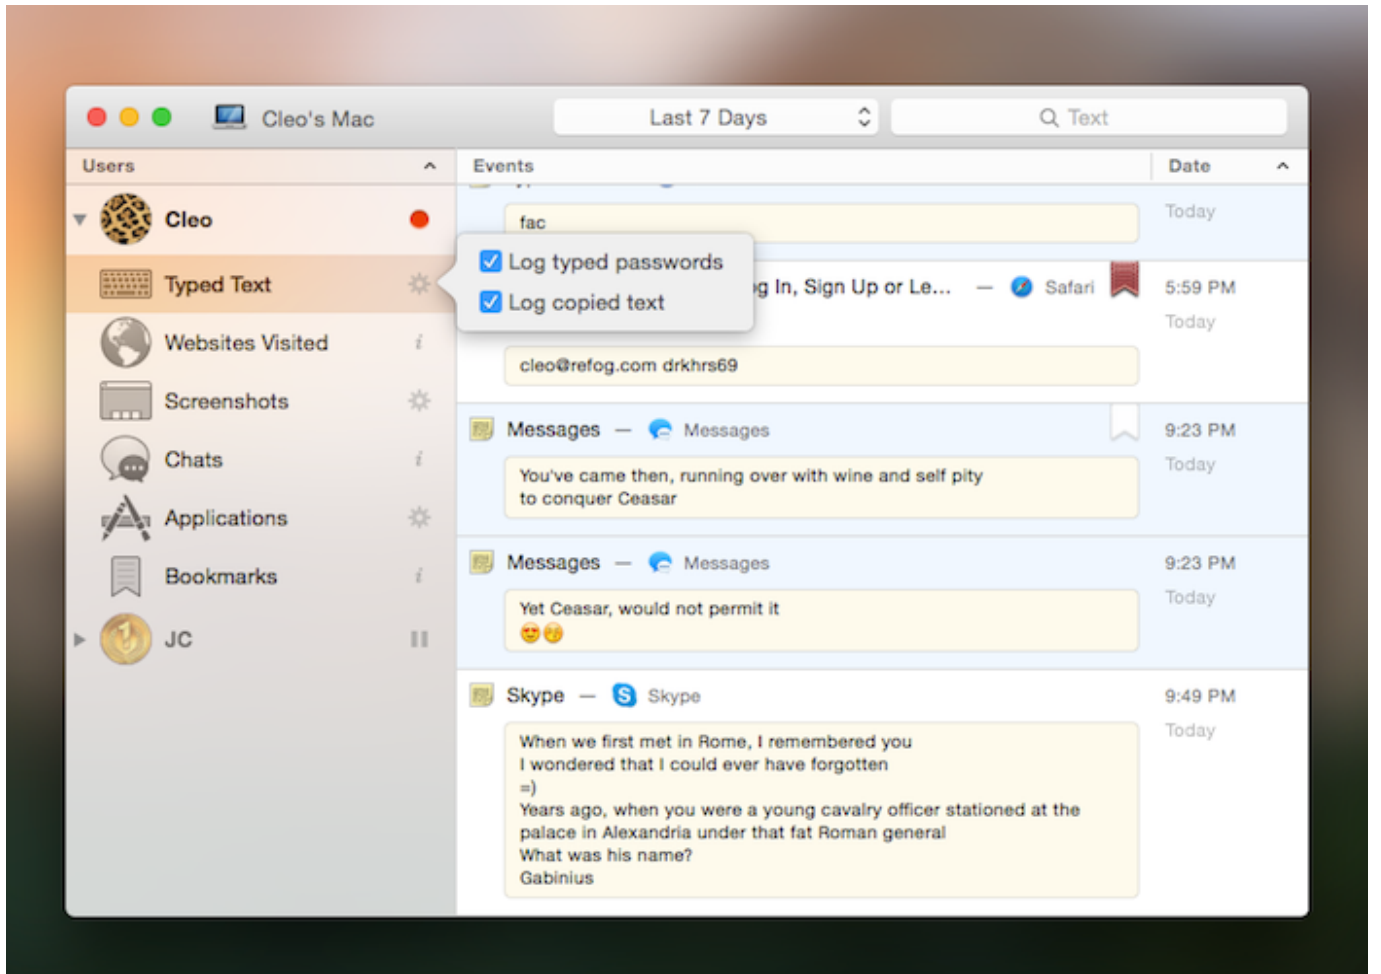 Cleo's Mac
Last 7 Days
Text
Users
Events
Date
Cleo
Typed Text
Websites Visited
Screenshots
Chats
Applications
Bookmarks
JC
Log typed passwords
Log copied text
Today
fac
g In, Sign Up or Le... — Safari
5:59 PM
Today
cleo@refog.com drkhrs69
Messages — Messages
9:23 PM
Today
You've came then, running over with wine and self pity
to conquer Ceasar
Messages — Messages
9:23 PM
Today
Yet Ceasar, would not permit it
😍😚
Skype — Skype
9:49 PM
Today
When we first met in Rome, I remembered you
I wondered that I could ever have forgotten
=)
Years ago, when you were a young cavalry officer stationed at the
palace in Alexandria under that fat Roman general
What was his name?
Gabinius